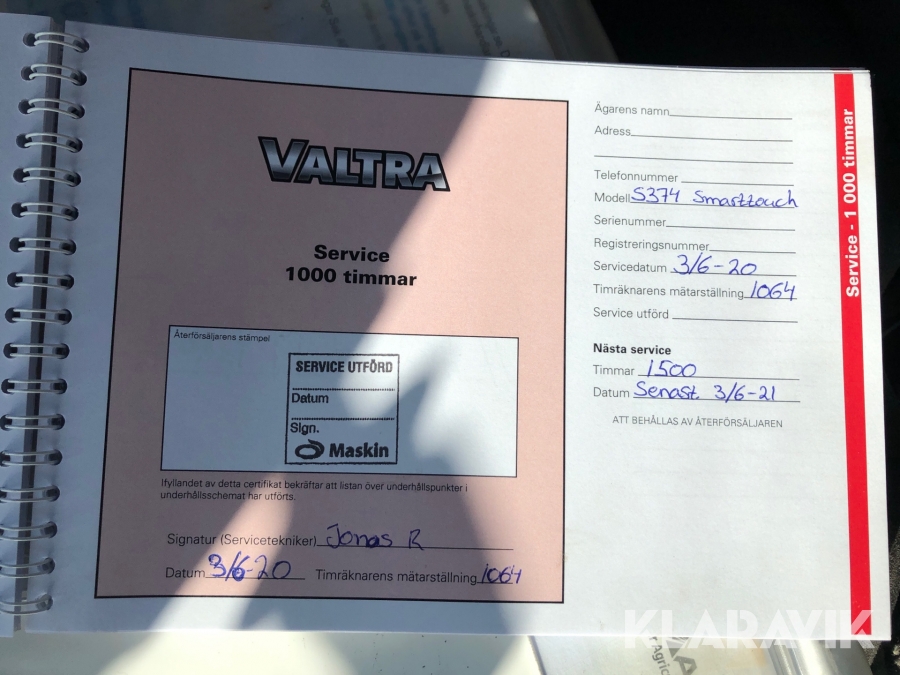 VALTRA
Service
1000 timmar
Återförsäljarens stämpel
SERVICE UTFÖRD
Datum
Sign.
Maskin
Ifyllandet av detta certifikat bekräftar att listan över underhållspunkter i
underhållsschemat har utförts.
Signatur (Servicetekniker) Jonas R
Datum 3/6-20 Timräknarens mätarställning 1064
Ägarens namn
Adress
Telefonnummer
Modell S374 Smarttouch
Serienummer
Registreringsnummer
Servicedatum 3/6-20
Timräknarens mätarställning 1064
Service utförd
Nästa service
Timmar 1500
Datum Senast 3/6-21
ATT BEHÅLLAS AV ÅTERFÖRSÄLJAREN
Service - 1 000 timmar
KLARAVIK